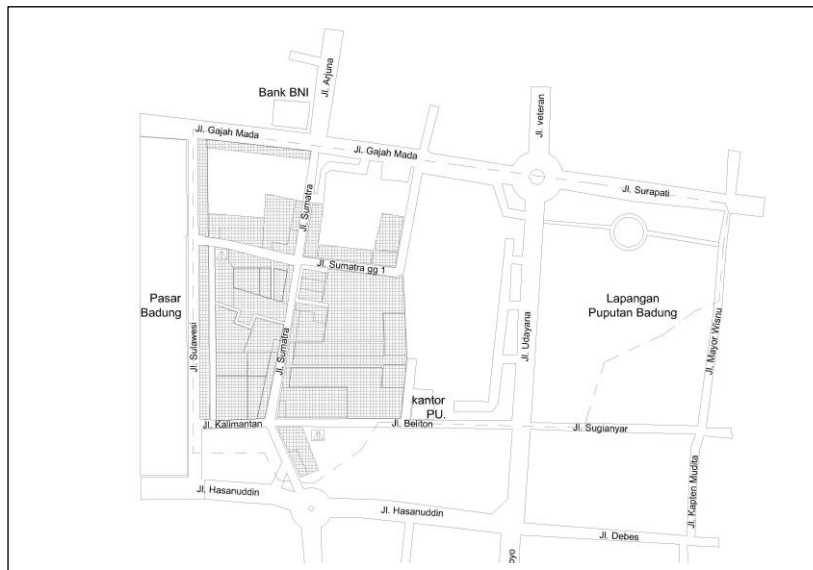 Jl. Arjuna
Bank BNI
Jl. veteran
Jl. Gajah Mada
Jl. Gajah Mada
Jl. Surapati
Jl. Sumatra
Jl. Sumatra gg 1
Pasar
Badung
Lapangan
Puputan Badung
Jl. Sulawesi
Jl. Sumatra
Jl. Udayana
Jl. Mayor Wisnu
kantor
PU.
Jl. Kalimantan
Jl. Beliton
Jl. Sugianyar
Jl. Kapten Mudita
Jl. Hasanuddin
Jl. Hasanuddin
Jl. Debes
oyo